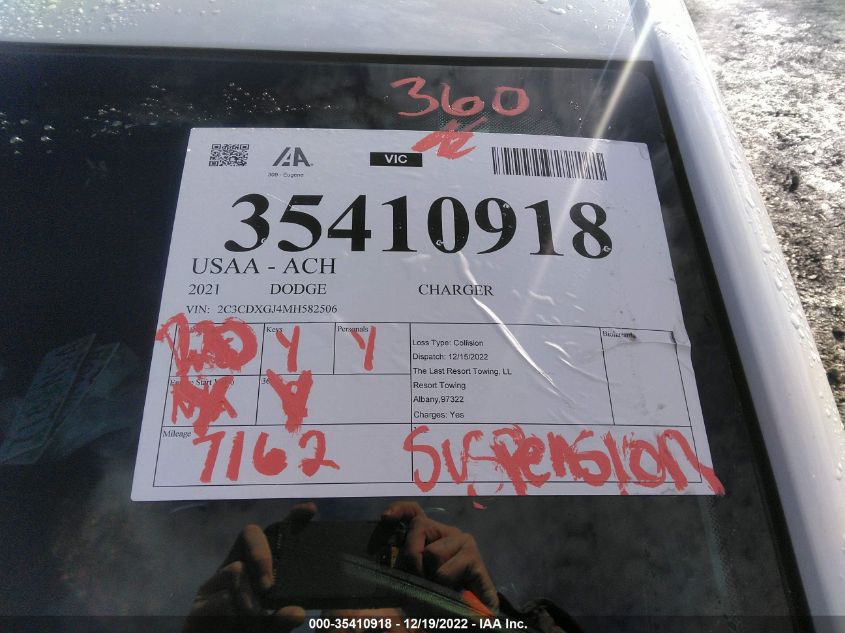 360
IAA VIC
309 - Eugene
35410918
USAA - ACH
2021 DODGE CHARGER
VIN: 2C3CDXGJ4MH582506
Keys Personals
Y Y
Loss Type: Collision
Dispatch: 12/15/2022
The Last Resort Towing, LL
Resort Towing
Albany,97322
Charges: Yes
Mileage
7162 Suspension
000-35410918 - 12/19/2022 - IAA Inc.